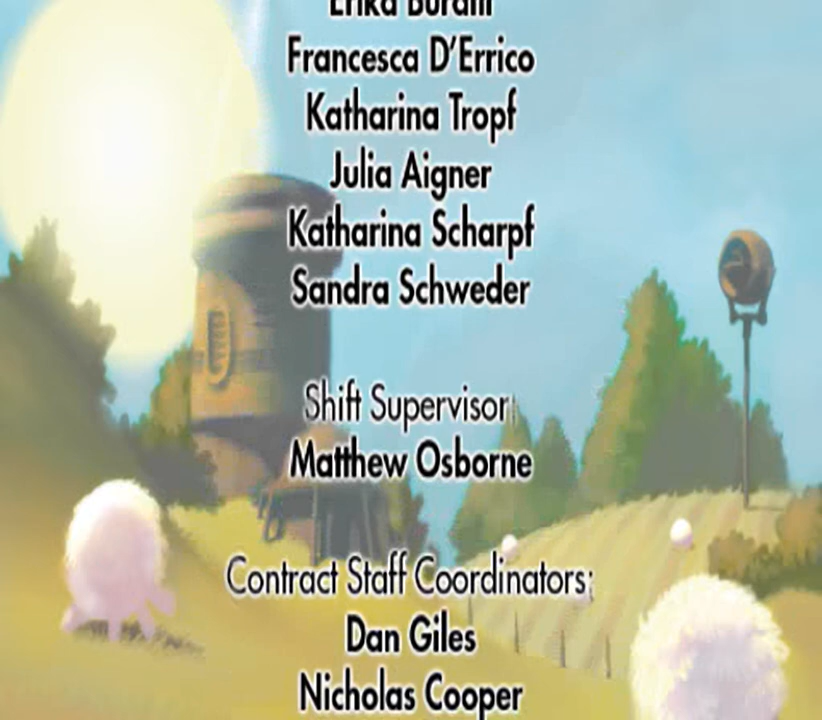 Francesca D'Errico
Katharina Tropf
Julia Aigner
Katharina Scharpf
Sandra Schweder
Shift Supervisor
Matthew Osborne
Contract Staff Coordinators:
Dan Giles
Nicholas Cooper